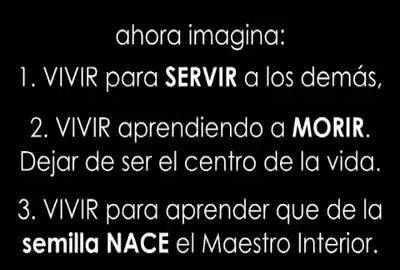 ahora imagina:
1. VIVIR para SERVIR a los demás,
2. VIVIR aprendiendo a MORIR.
Dejar de ser el centro de la vida.
3. VIVIR para aprender que de la
semilla NACE el Maestro Interior.